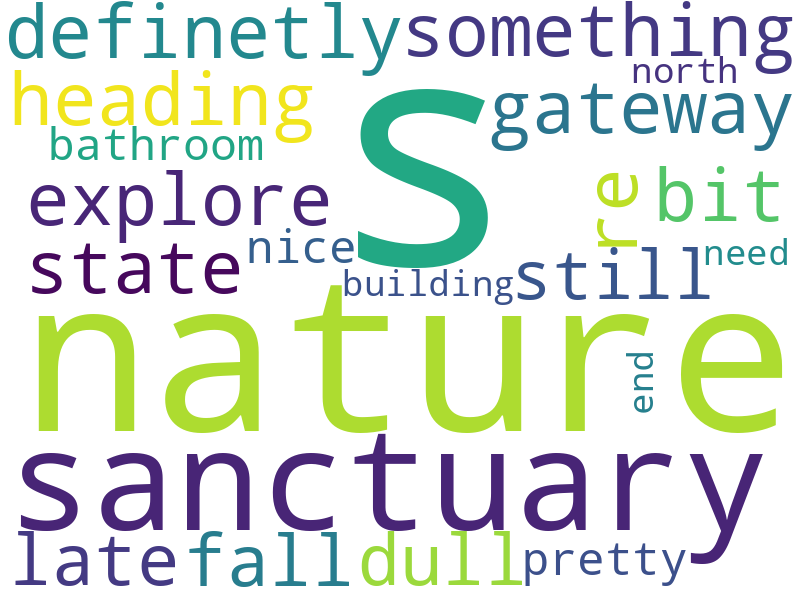 definetly something
north
heading s gateway
bathroom
explore re bit
state nice still need
building
nature
end
sanctuary
late fall dull pretty